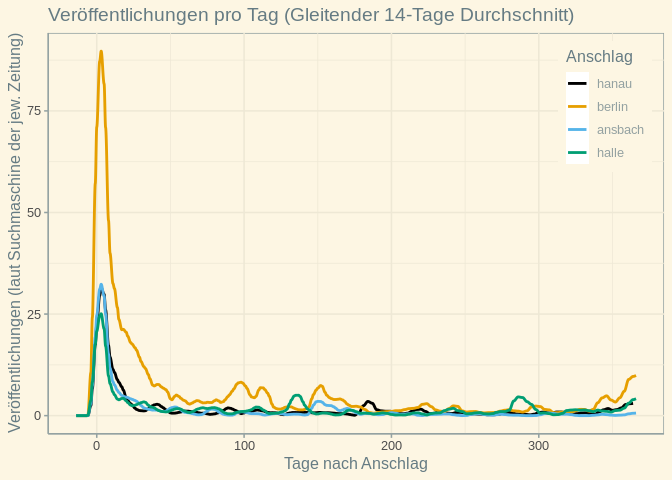 Veröffentlichungen pro Tag (Gleitender 14-Tage Durchschnitt)
Veröffentlichungen (laut Suchmaschine der jew. Zeitung)
75
50
25
0
Anschlag
hanau
berlin
ansbach
halle
0
100
200
300
Tage nach Anschlag